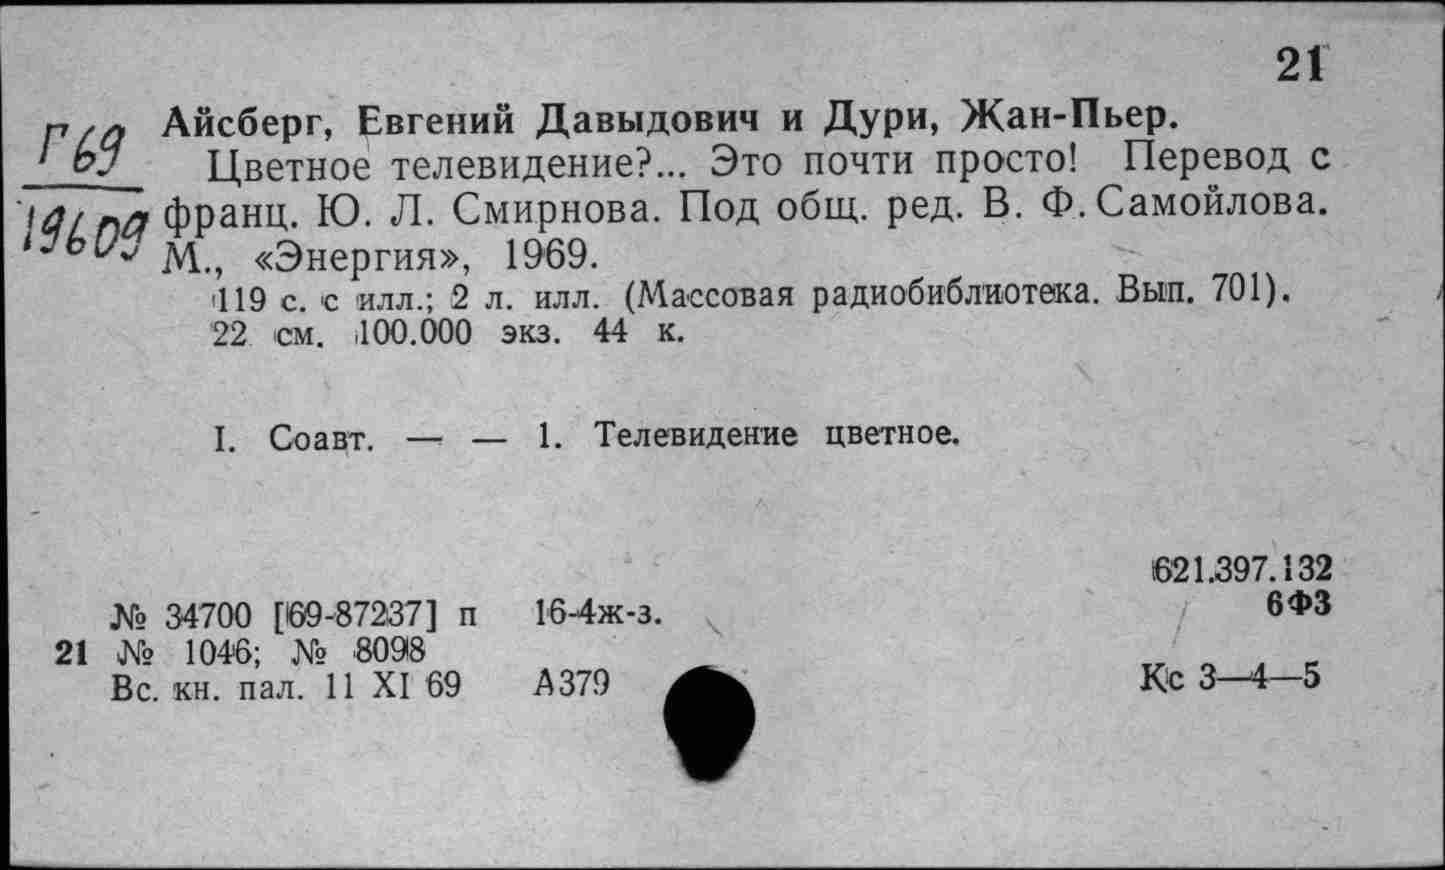 21
Айсберг, Евгений Давыдович и Дури, Жан-Пьер.
Г69
Цветное телевидение?... Это почти просто! Перевод с
19609
франц. Ю. Л. Смирнова. Под общ. ред. В. Ф. Самойлова.
М., «Энергия», 1969.
119 с. с илл.; 2 л. илл. (Массовая радиобиблиотека. Вып. 701).
22 см. 100.000 экз. 44 к.
I. Соавт. — — 1. Телевидение цветное.
621.397.132
№ 34700 [69-87237] п 16-4ж-з. 6Ф3
21 № 1046; № 8098
Вс. кн. пал. 11 XI 69 А379 Кс 3—4—5